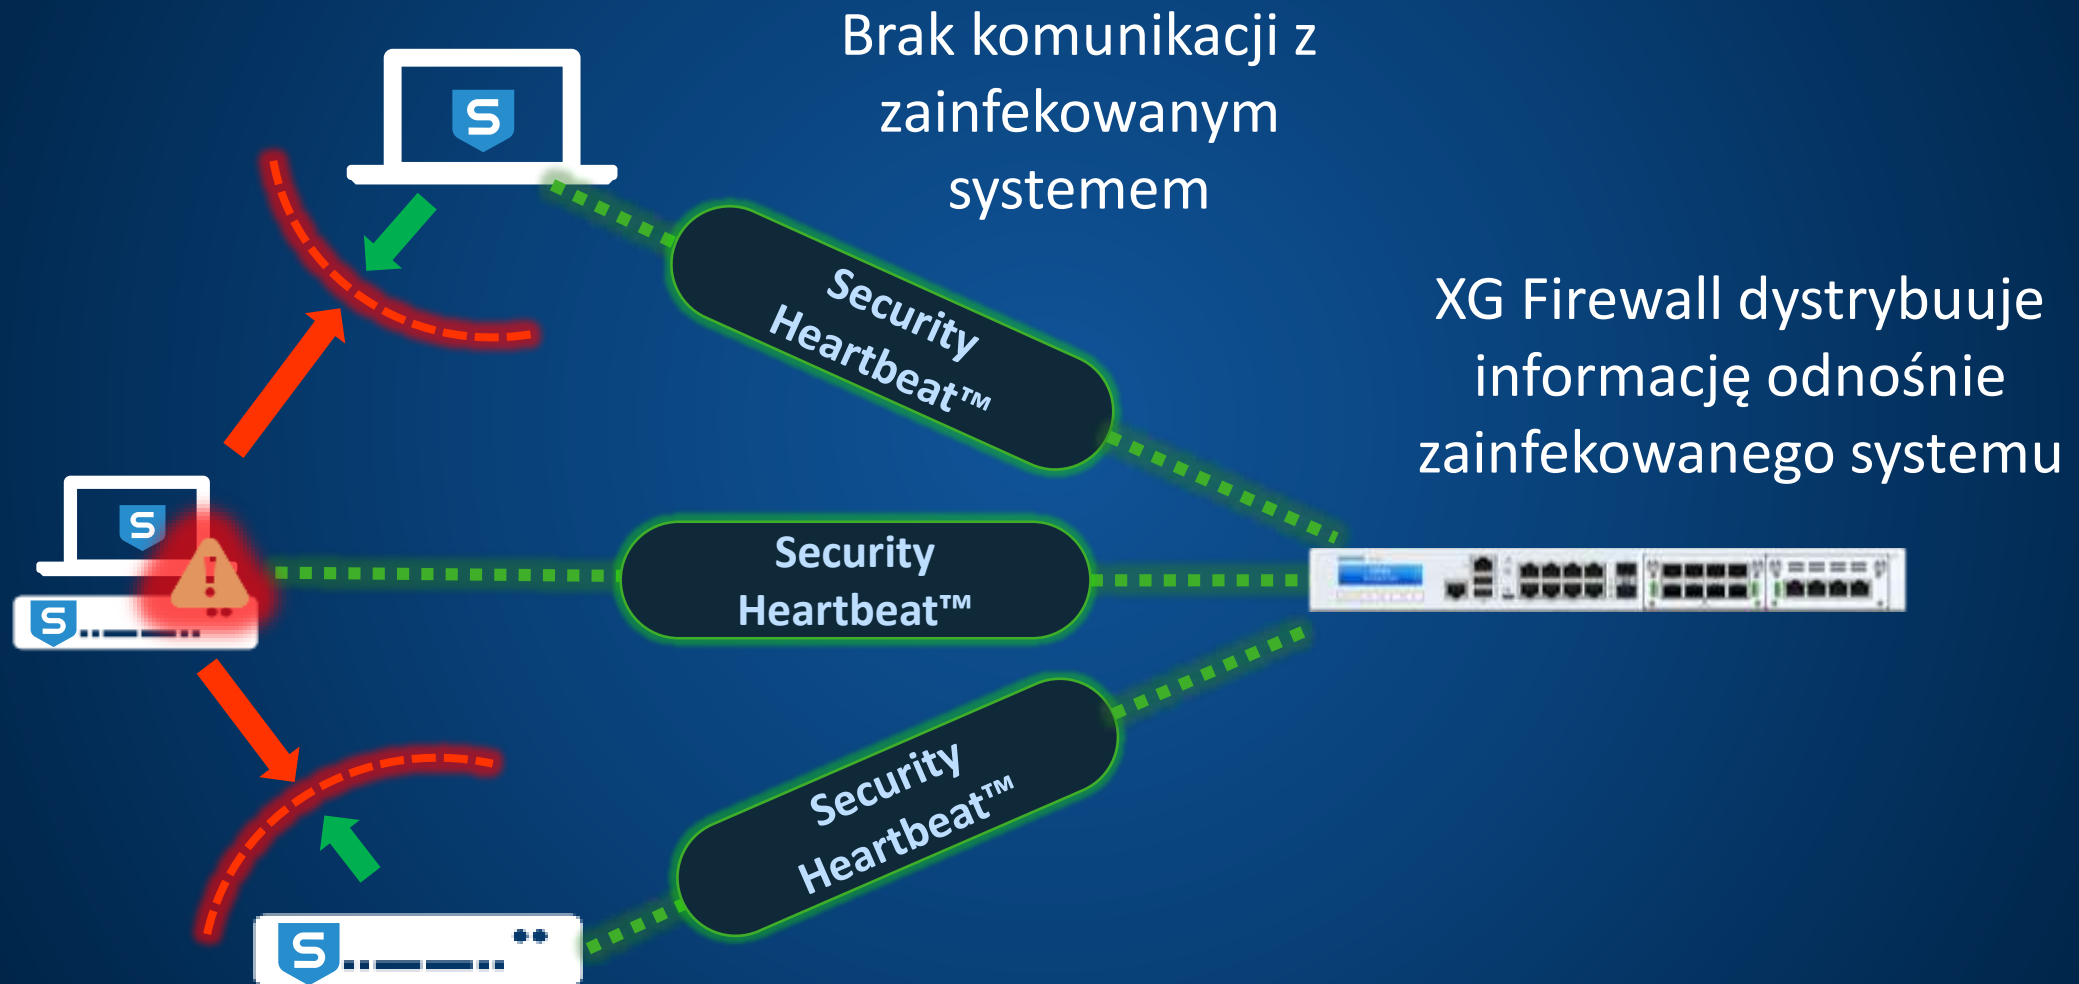 Brak komunikacji z
zainfekowanym
systemem
XG Firewall dystrybuuje
informację odnośnie
zainfekowanego systemu
Security
Heartbeat™
Security
Heartbeat™
Security
Heartbeat™
S
S
S
S